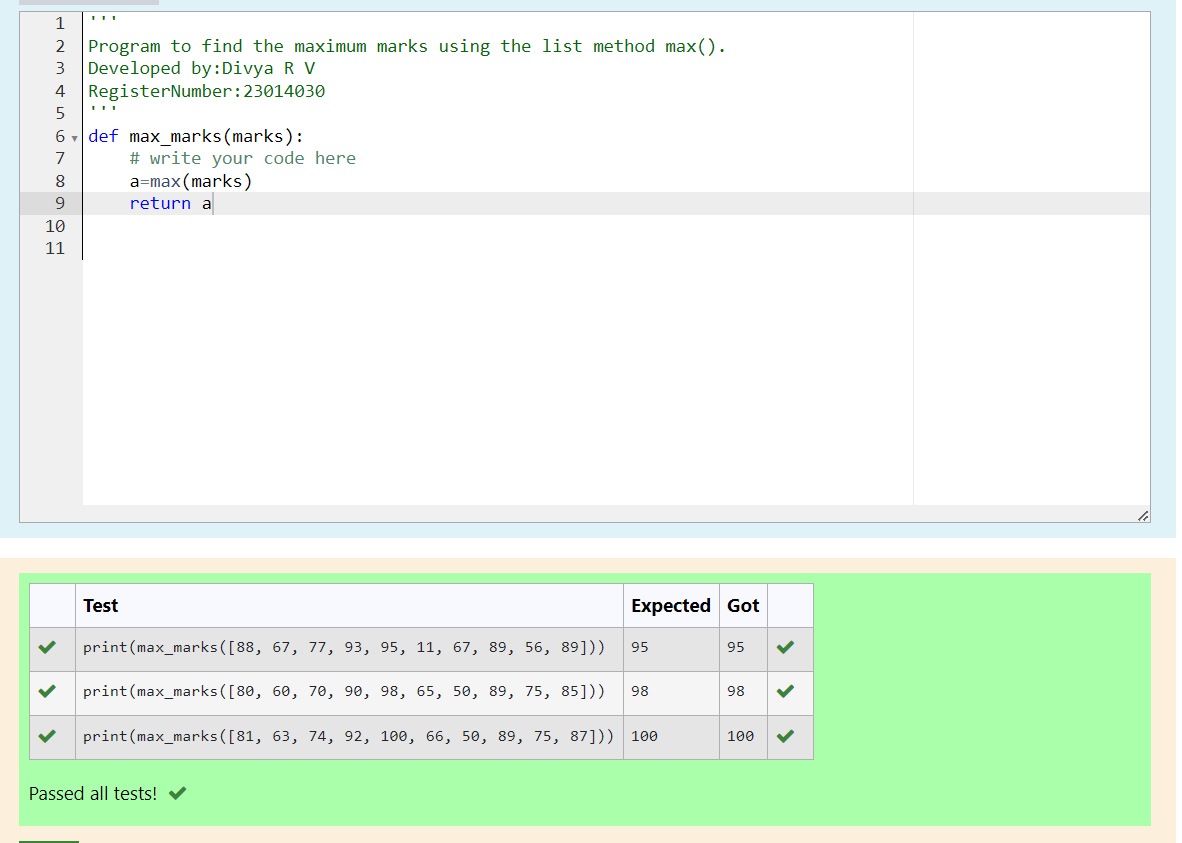 1 '''
2 Program to find the maximum marks using the list method max().
3 Developed by:Divya R V
4 RegisterNumber:23014030
5 '''
6 def max_marks(marks):
7 # write your code here
8 a=max(marks)
9 return a
10
11
Test Expected Got
print(max_marks([88, 67, 77, 93, 95, 11, 67, 89, 56, 89])) 95 95
print(max_marks([80, 60, 70, 90, 98, 65, 50, 89, 75, 85])) 98 98
print(max_marks([81, 63, 74, 92, 100, 66, 50, 89, 75, 87])) 100 100
Passed all tests!